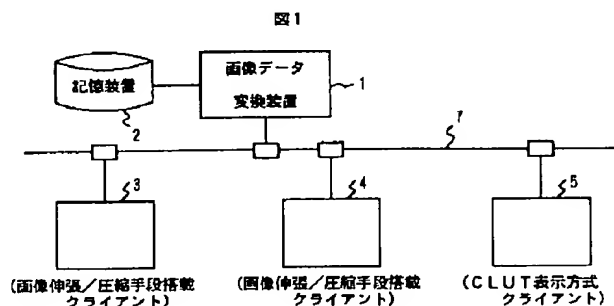 図1
記憶装置
2
画像データ
変換装置
1
7
3
4
5
(画像伸張/圧縮手段搭載
クライアント)
(画像伸張/圧縮手段搭載
クライアント)
(CLUT表示方式
クライアント)